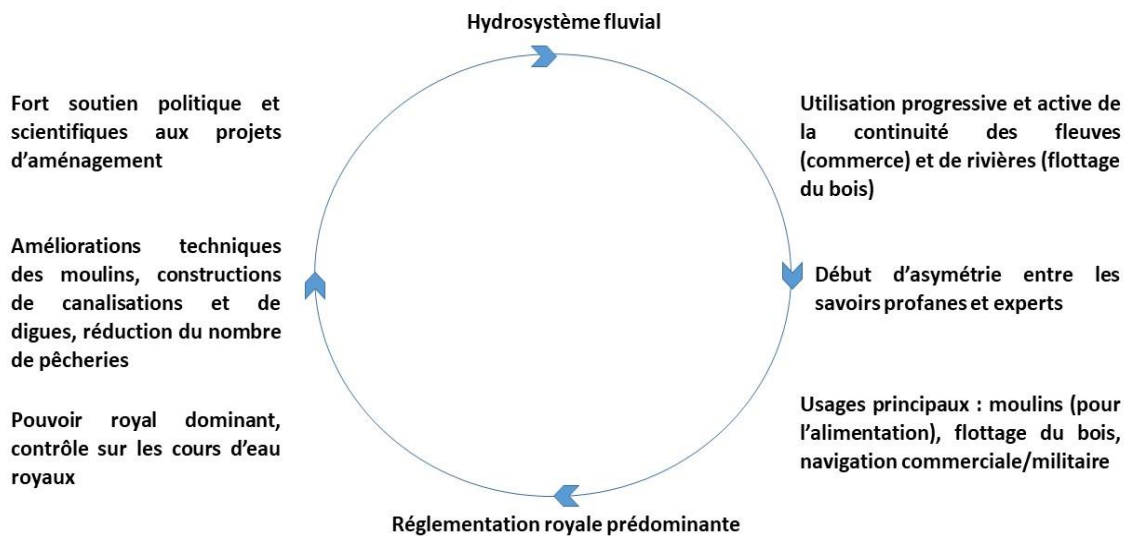 Hydrosystème fluvial
Fort soutien politique et
scientifiques aux projets
d’aménagement
Utilisation progressive et active de
la continuité des fleuves
(commerce) et de rivières (flottage
du bois)
Améliorations techniques
des moulins, constructions
de canalisations et de
digues, réduction du nombre
de pêcheries
Début d’asymétrie entre les
savoirs profanes et experts
Pouvoir royal dominant,
contrôle sur les cours d’eau
royaux
Usages principaux : moulins (pour
l’alimentation), flottage du bois,
navigation commerciale/militaire
Réglementation royale prédominante